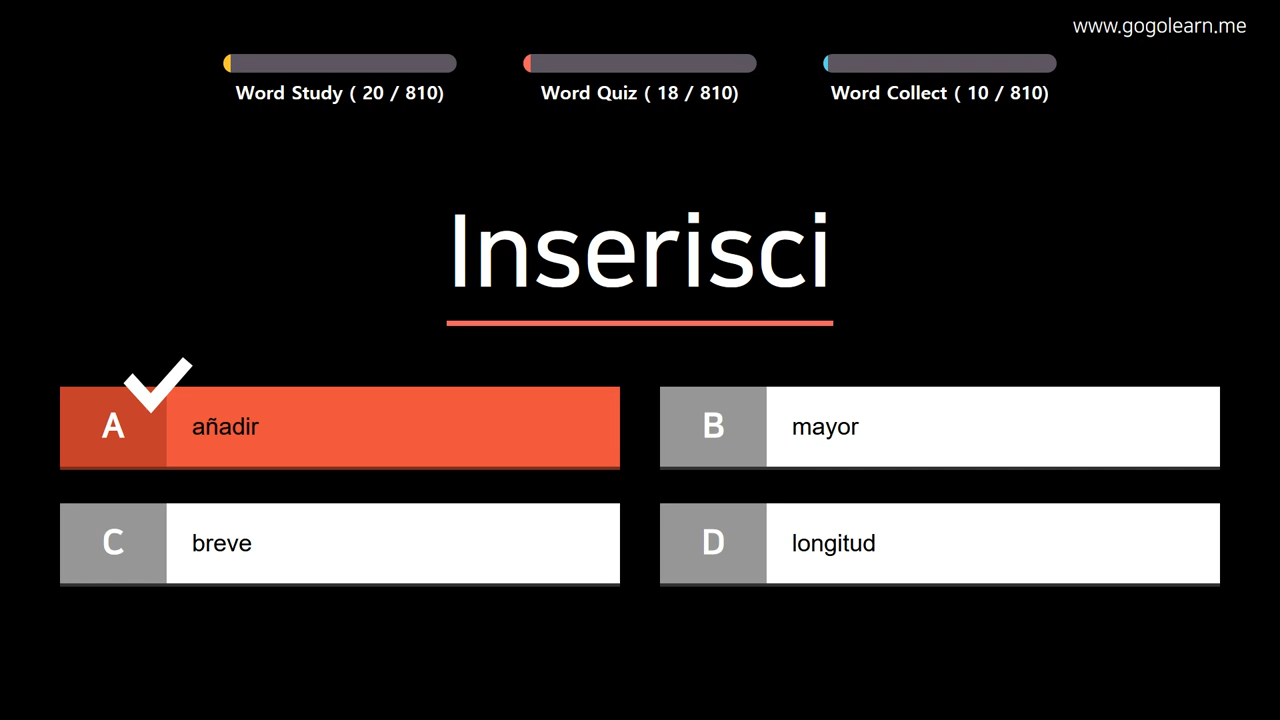 www.gogolearn.me
Word Study ( 20 / 810)
Word Quiz ( 18 / 810)
Word Collect ( 10 / 810)
Inserisci
A añadir
B mayor
C breve
D longitud